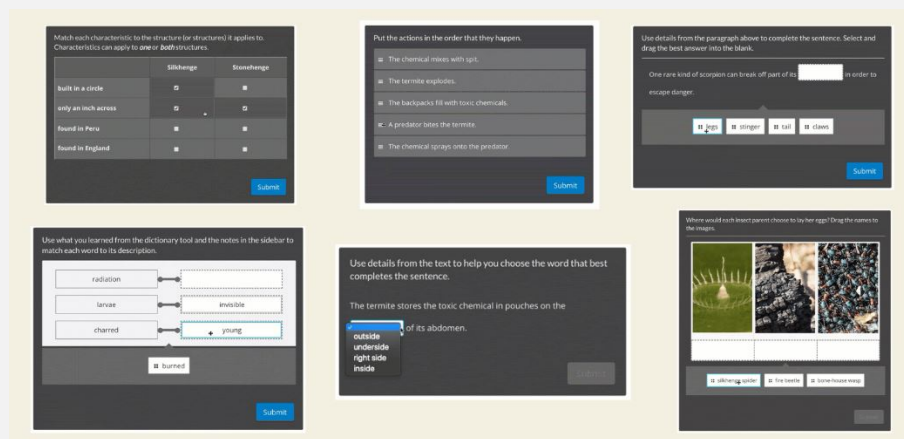 Match each characteristic to the structure (or structures) it applies to.
Characteristics can apply to one or both structures.
Silkhenge Stonehenge
built in a circle
only an inch across
found in Peru
found in England
Submit
Put the actions in the order that they happen.
The chemical mixes with spit.
The termite explodes.
The backpacks fill with toxic chemicals.
A predator bites the termite.
The chemical sprays onto the predator.
Submit
Use details from the paragraph above to complete the sentence. Select and
drag the best answer into the blank.
One rare kind of scorpion can break off part of its in order to
escape danger.
legs stinger tail claws
Submit
Use what you learned from the dictionary tool and the notes in the sidebar to
match each word to its description.
radiation
larvae invisible
charred young
burned
Submit
Use details from the text to help you choose the word that best
completes the sentence.
The termite stores the toxic chemical in pouches on the
of its abdomen.
outside
underside
right side
inside
Submit
Where would each insect parent choose to lay her eggs? Drag the names to
the images.
silkhenge spider fire beetle bone-house wasp